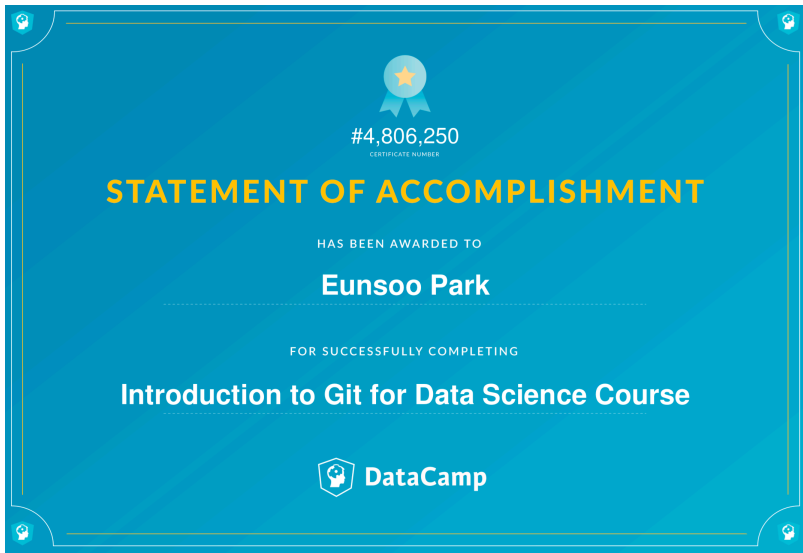 #4,806,250
CERTIFICATE NUMBER
STATEMENT OF ACCOMPLISHMENT
HAS BEEN AWARDED TO
Eunsoo Park
FOR SUCCESSFULLY COMPLETING
Introduction to Git for Data Science Course
DataCamp